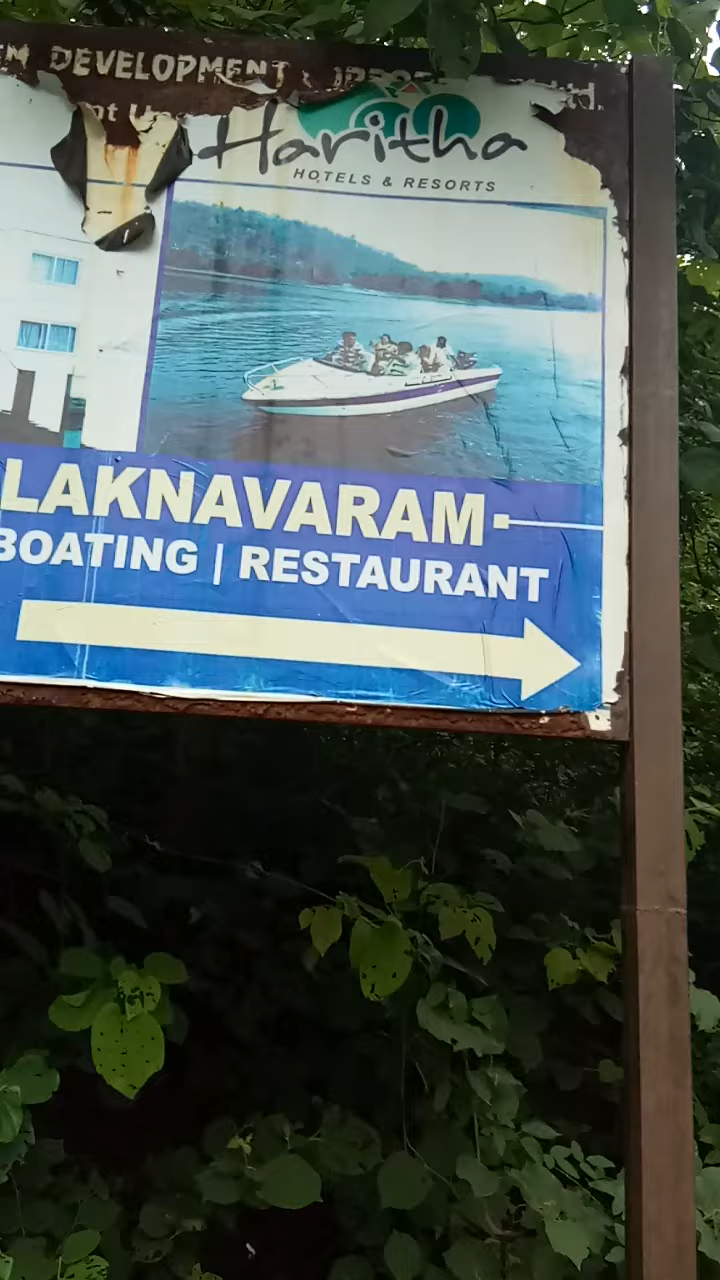 DEVELOPMENT
Haritha
HOTELS & RESORTS
LAKNAVARAM
BOATING | RESTAURANT